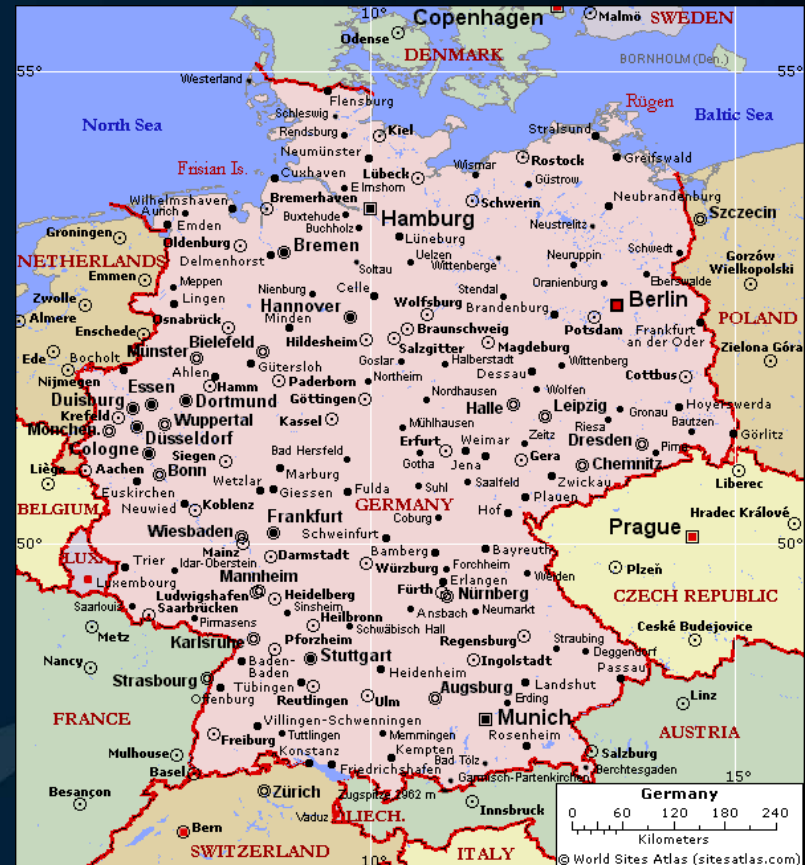 10°
Copenhagen
Malmö
SWEDEN
Odense
DENMARK
BORNHOLM (Den.)
55°
55°
Westerland
Flensburg
Rügen
Schleswig
North Sea
Baltic Sea
Rendsburg
Kiel
Stralsund
Neumünster
Rostock
Greifswald
Frisian Is.
Cuxhaven
Lübeck
Wismar
Güstrow
Elmshorn
Wilhelmshaven
Bremerhaven
Schwerin
Neubrandenburg
Aurich
Buxtehude
Hamburg
Szczecin
Emden
Buchholz
Neustrelitz
Groningen
Oldenburg
Bremen
Lüneburg
NETHERLANDS
Delmenhorst
Uelzen
Wittenberge
Neuruppin
Schwedt
Soltau
Gorzów
Wielkopolski
Emmen
Meppen
Celle
Oranienburg
Eberswalde
Zwolle
Lingen
Nienburg
Stendal
Berlin
Almere
Hannover
Wolfsburg
Brandenburg
Osnabrück
Minden
Braunschweig
Potsdam
Frankfurt
an der Oder
POLAND
Enschede
Bielefeld
Hildesheim
Salzgitter
Magdeburg
Ede
Bocholt
Münster
Goslar
Halberstadt
Wittenberg
Zielona Góra
Nijmegen
Ahlen
Gütersloh
Dessau
Cottbus
Essen
Hamm
Paderborn
Northeim
Wolfen
Duisburg
Dortmund
Göttingen
Nordhausen
Halle
Leipzig
Gronau
Hoyerswerda
Krefeld
Wuppertal
Kassel
Mühlhausen
Riesa
Bautzen
München.
Düsseldorf
Erfurt
Weimar
Zeitz
Dresden
Görlitz
Cologne
Siegen
Bad Hersfeld
Gotha
Jena
Gera
Pirna
Liège
Aachen
Bonn
Marburg
Chemnitz
Liberec
Euskirchen
Wetzlar
Giessen
Fulda
Suhl
Saalfeld
Zwickau
BELGIUM
Neuwied
Koblenz
GERMANY
Plauen
Hradec Králové
Frankfurt
Coburg
Hof
Wiesbaden
Schweinfurt
Prague
50°
50°
Mainz
Bamberg
Bayreuth
LUX.
Trier
Idar-Oberstein
Darmstadt
Würzburg
Forchheim
Plzeň
Luxembourg
Mannheim
Erlangen
Weiden
Ludwigshafen
Heidelberg
Fürth
Nürnberg
CZECH REPUBLIC
Saarlouis
Saarbrücken
Sinsheim
Ansbach
Neumarkt
Metz
Pirmasens
Heilbronn
Schwäbisch Hall
Ceské Budejovice
Karlsruhe
Pforzheim
Regensburg
Straubing
Nancy
Stuttgart
Ingolstadt
Deggendorf
Baden-
Baden
Heidenheim
Passau
Strasbourg
Tübingen
Augsburg
Landshut
Offenburg
Reutlingen
Ulm
Erding
Linz
FRANCE
Villingen-Schwenningen
Munich
AUSTRIA
Freiburg
Tuttlingen
Memmingen
Rosenheim
Mulhouse
Konstanz
Kempten
Bad Tölz
Salzburg
Basel
Friedrichshafen
Garmisch-Partenkirchen
Berchtesgaden
Besançon
Zürich
Zugspitze 2962 m
15°
Bern
Vaduz
LIECH.
Innsbruck
SWITZERLAND
10°
ITALY
Germany
0 60 120 180 240
Kilometers
© World Sites Atlas (sitesatlas.com)